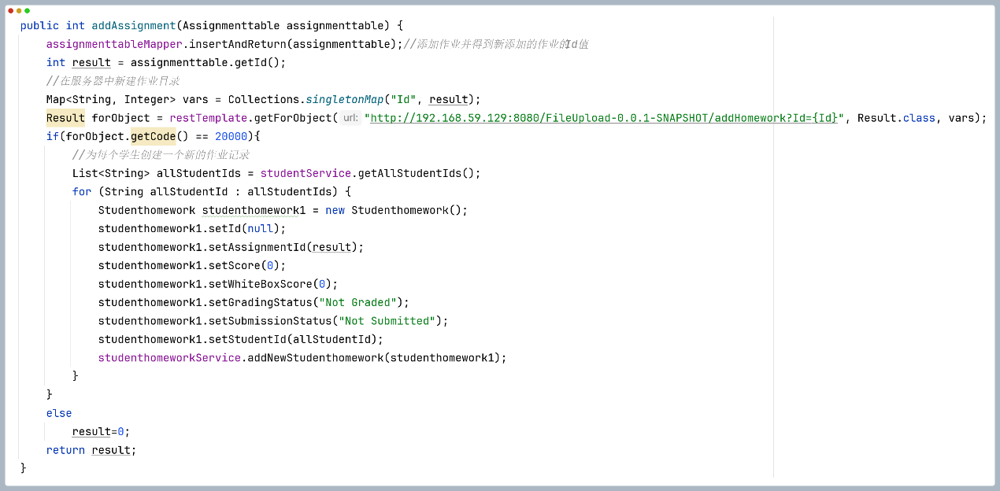 public int addAssignment(Assignmenttable assignmenttable) {
    assignmenttableMapper.insertAndReturn(assignmenttable);//添加作业并得到新添加的作业的Id值
    int result = assignmenttable.getId();
    //在服务器中新建作业目录
    Map<String, Integer> vars = Collections.singletonMap("Id", result);
    Result forObject = restTemplate.getForObject( url: "http://192.168.59.129:8080/FileUpload-0.0.1-SNAPSHOT/addHomework?Id={Id}", Result.class, vars);
    if(forObject.getCode() == 20000){
        //为每个学生创建一个新的作业记录
        List<String> allStudentIds = studentService.getAllStudentIds();
        for (String allStudentId : allStudentIds) {
            Studenthomework studenthomework1 = new Studenthomework();
            studenthomework1.setId(null);
            studenthomework1.setAssignmentId(result);
            studenthomework1.setScore(0);
            studenthomework1.setWhiteBoxScore(0);
            studenthomework1.setGradingStatus("Not Graded");
            studenthomework1.setSubmissionStatus("Not Submitted");
            studenthomework1.setStudentId(allStudentId);
            studenthomeworkService.addNewStudenthomework(studenthomework1);
        }
    }
    else
        result=0;
    return result;
}